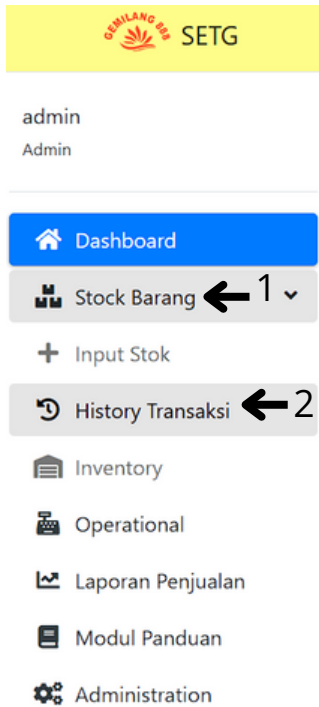 GEMILANG 888
SETG
admin
Admin
Dashboard
Stock Barang 1
Input Stok
History Transaksi 2
Inventory
Operational
Laporan Penjualan
Modul Panduan
Administration